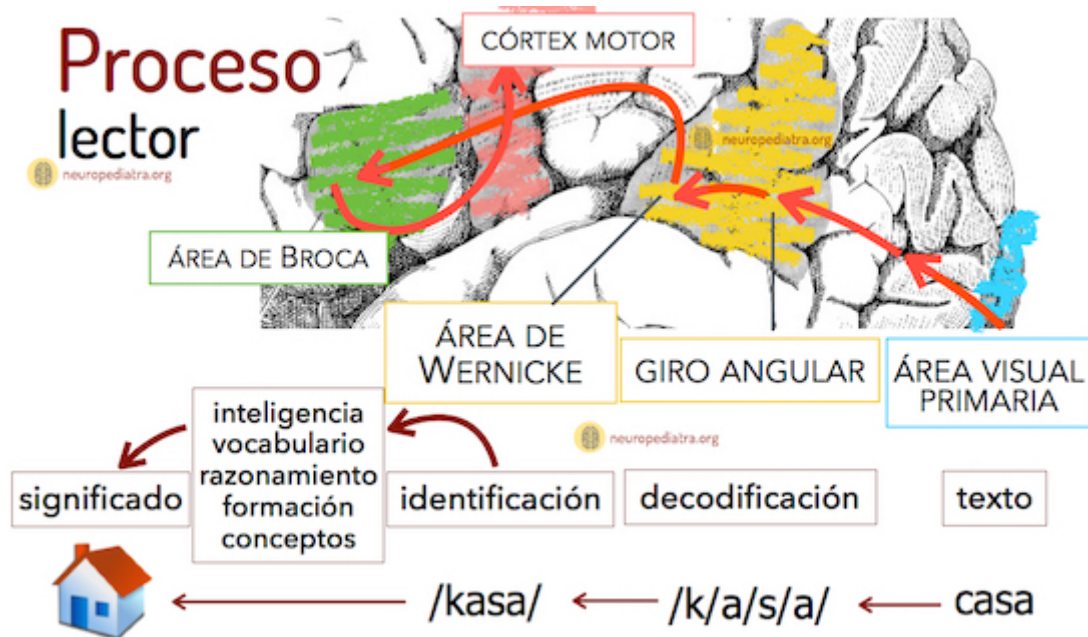 Proceso
lector
neuropediatra.org
CÓRTEX MOTOR
neuropediatra.org
ÁREA DE BROCA
ÁREA DE
WERNICKE
GIRO ANGULAR
ÁREA VISUAL
PRIMARIA
neuropediatra.org
significado
inteligencia
vocabulario
razonamiento
formación
conceptos
identificación
decodificación
texto
/kasa/
/k/a/s/a/
casa